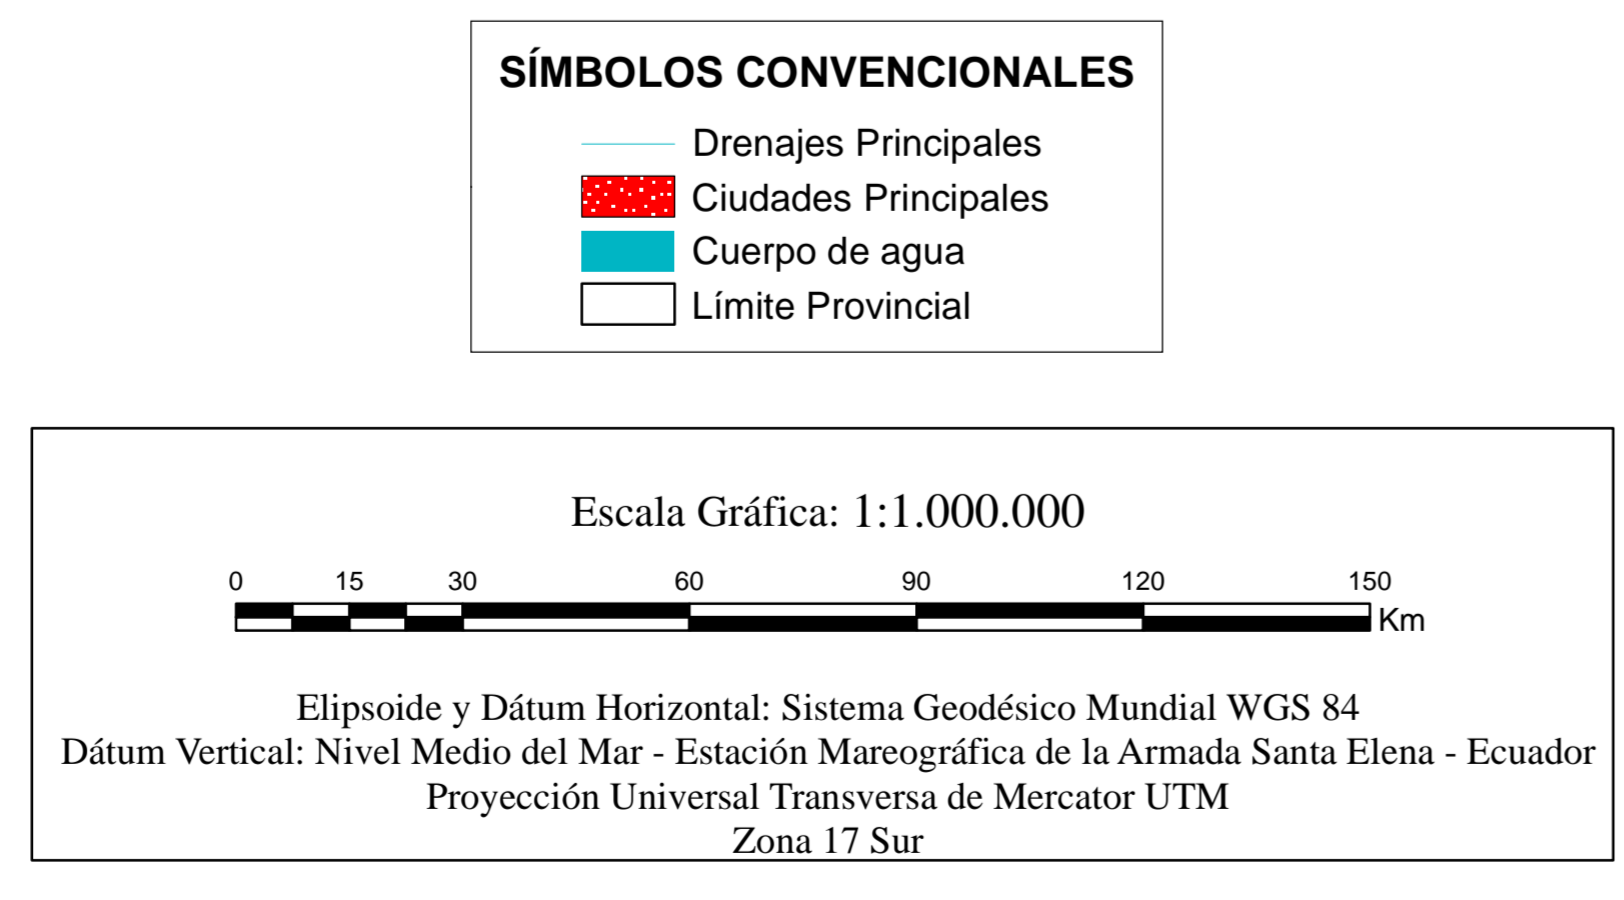 SÍMBOLOS CONVENCIONALES
Drenajes Principales
Ciudades Principales
Cuerpo de agua
Límite Provincial
Escala Gráfica: 1:1.000.000
0 15 30 60 90 120 150
Km
Elipsoide y Dátum Horizontal: Sistema Geodésico Mundial WGS 84
Dátum Vertical: Nivel Medio del Mar - Estación Mareográfica de la Armada Santa Elena - Ecuador
Proyección Universal Transversa de Mercator UTM
Zona 17 Sur